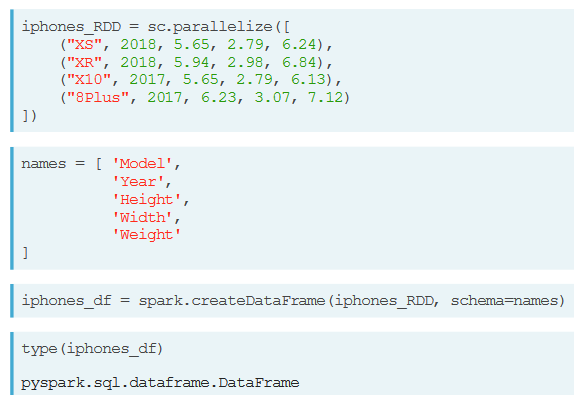 iphones_RDD = sc.parallelize([
    ("XS", 2018, 5.65, 2.79, 6.24),
    ("XR", 2018, 5.94, 2.98, 6.84),
    ("X10", 2017, 5.65, 2.79, 6.13),
    ("8Plus", 2017, 6.23, 3.07, 7.12)
])
names = [ 'Model',
          'Year',
          'Height',
          'Width',
          'Weight'
]
iphones_df = spark.createDataFrame(iphones_RDD, schema=names)
type(iphones_df)
pyspark.sql.dataframe.DataFrame